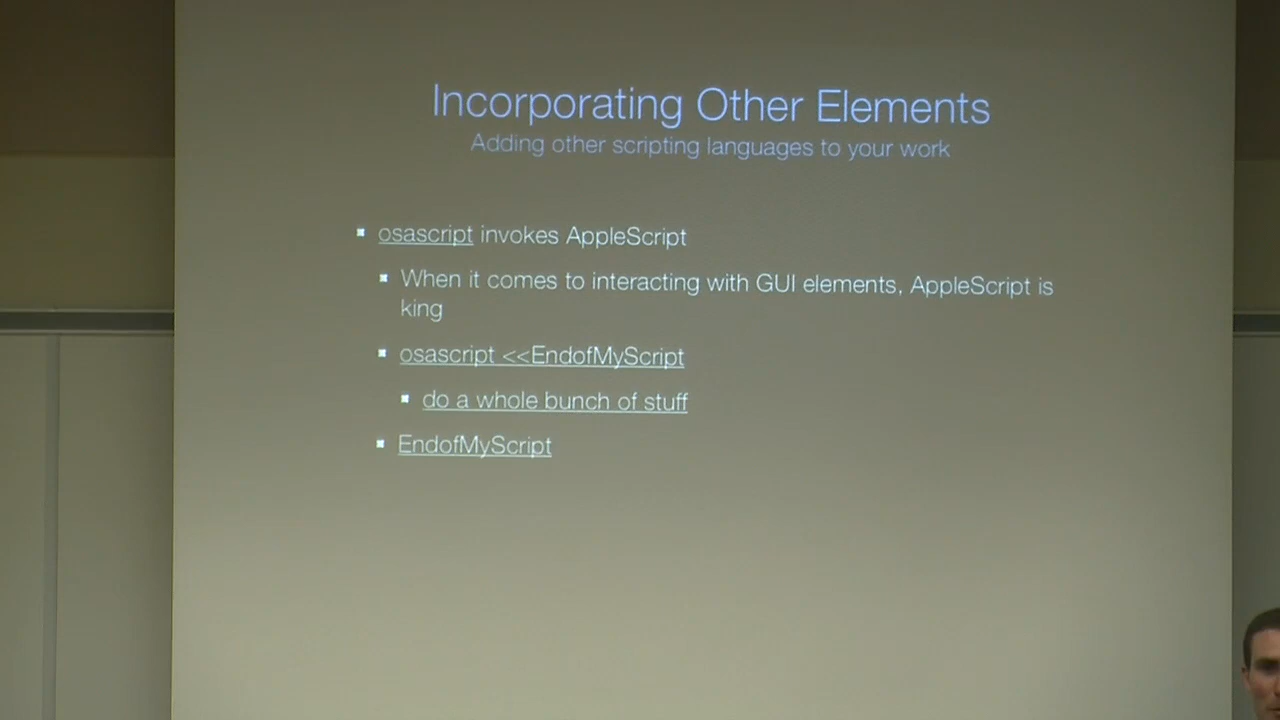 Incorporating Other Elements
Adding other scripting languages to your work
osascript invokes AppleScript
When it comes to interacting with GUI elements, AppleScript is
king
osascript <<EndofMyScript
do a whole bunch of stuff
EndofMyScript